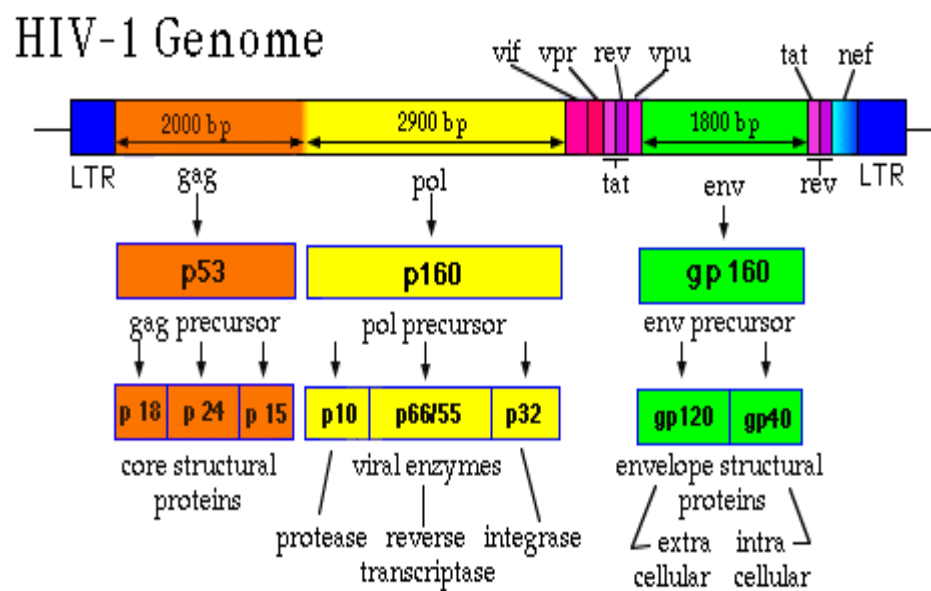 HIV-1 Genome
vif vpr rev vpu tat nef
2000 bp 2900 bp 1800 bp
LTR gag pol tat env rev LTR
p53 p160 gp160
gag precursor pol precursor env precursor
p 18 p 24 p 15 p10 p66/55 p32 gp120 gp40
core structural viral enzymes envelope structural
proteins proteins
protease reverse integrase extra intra
transcriptase cellular cellular